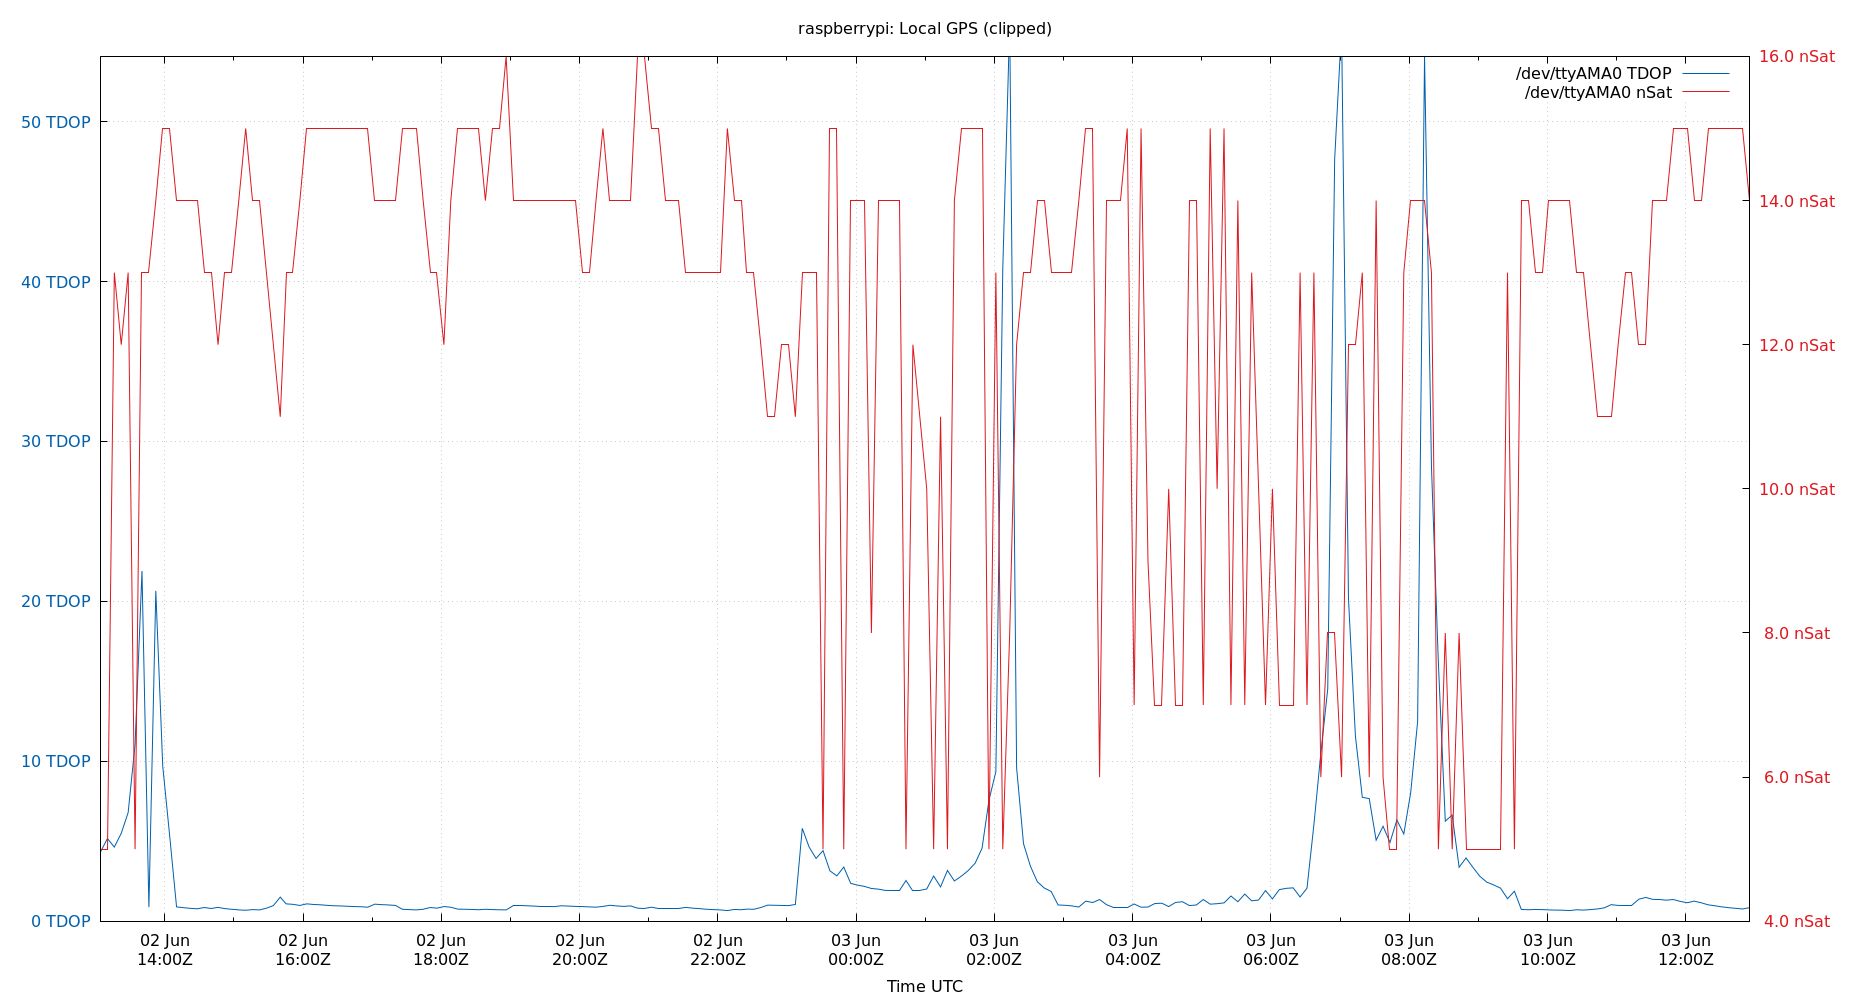 raspberrypi: Local GPS (clipped)
/dev/ttyAMA0 TDOP
/dev/ttyAMA0 nSat
50 TDOP
40 TDOP
30 TDOP
20 TDOP
10 TDOP
0 TDOP
16.0 nSat
14.0 nSat
12.0 nSat
10.0 nSat
8.0 nSat
6.0 nSat
4.0 nSat
02 Jun
14:00Z
02 Jun
16:00Z
02 Jun
18:00Z
02 Jun
20:00Z
02 Jun
22:00Z
03 Jun
00:00Z
03 Jun
02:00Z
03 Jun
04:00Z
03 Jun
06:00Z
03 Jun
08:00Z
03 Jun
10:00Z
03 Jun
12:00Z
Time UTC